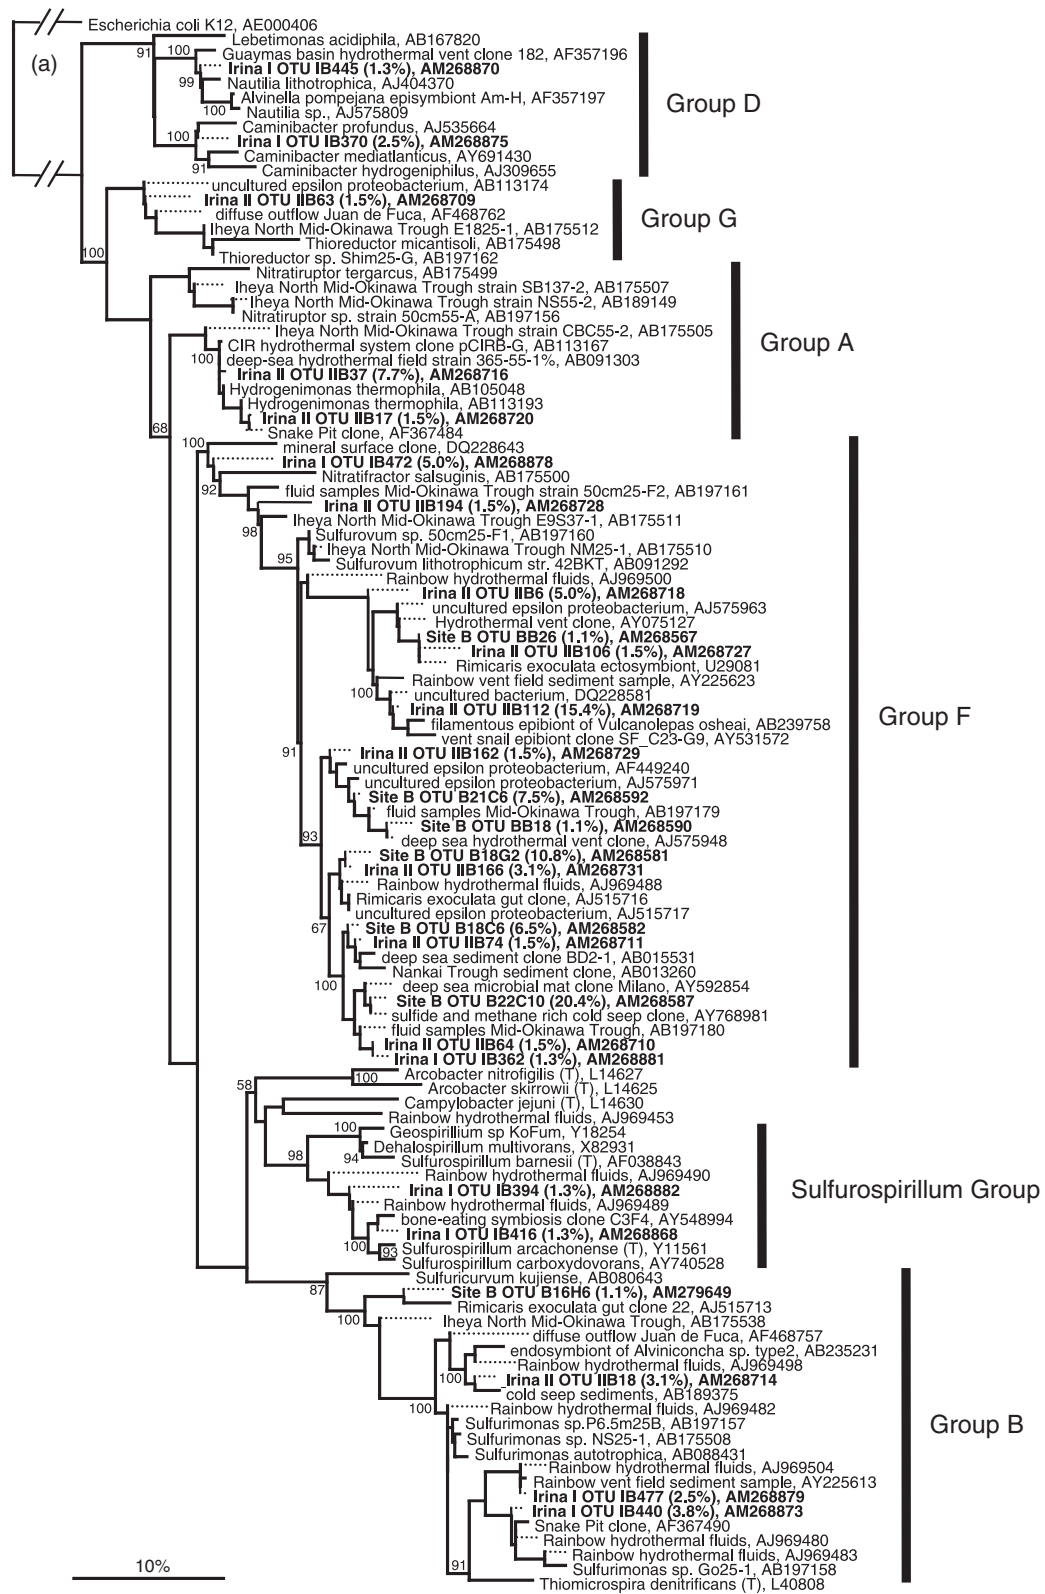 Escherichia coli K12, AE000406
(a)
Lebetimonas acidiphila, AB167820
91
100
Guaymas basin hydrothermal vent clone 182, AF357196
Irina I OTU IB445 (1.3%), AM268870
99
Nautilia lithotrophica, AJ404370
Alvinella pompejana episymbiont Am-H, AF357197
100
Nautilia sp., AJ575809
Group D
Caminibacter profundus, AJ535664
100
Irina I OTU IB370 (2.5%), AM268875
Caminibacter mediatlanticus, AY691430
91
Caminibacter hydrogeniphilus, AJ309655
uncultured epsilon proteobacterium, AB113174
Irina II OTU IIB63 (1.5%), AM268709
diffuse outflow Juan de Fuca, AF468762
Group G
Iheya North Mid-Okinawa Trough E1825-1, AB175512
Thioreductor micantisoli, AB175498
100
Thioreductor sp. Shim25-G, AB197162
Nitratiruptor tergarcus, AB175499
Iheya North Mid-Okinawa Trough strain SB137-2, AB175507
Iheya North Mid-Okinawa Trough strain NS55-2, AB189149
Nitratiruptor sp. strain 50cm55-A, AB197156
Iheya North Mid-Okinawa Trough strain CBC55-2, AB175505
Group A
CIR hydrothermal system clone pCIRB-G, AB113167
100
deep-sea hydrothermal field strain 365-55-1%, AB091303
Irina II OTU IIB37 (7.7%), AM268716
Hydrogenimonas thermophila, AB105048
Hydrogenimonas thermophila, AB113193
Irina II OTU IIB17 (1.5%), AM268720
68
Snake Pit clone, AF367484
100
mineral surface clone, DQ228643
Irina I OTU IB472 (5.0%), AM268878
Nitratifractor salsuginis, AB175500
92
fluid samples Mid-Okinawa Trough strain 50cm25-F2, AB197161
Irina II OTU IIB194 (1.5%), AM268728
Iheya North Mid-Okinawa Trough E9S37-1, AB175511
98
Sulfurovum sp. 50cm25-F1, AB197160
Iheya North Mid-Okinawa Trough NM25-1, AB175510
95
Sulfurovum lithotrophicum str. 42BKT, AB091292
Rainbow hydrothermal fluids, AJ969500
Irina II OTU IIB6 (5.0%), AM268718
uncultured epsilon proteobacterium, AJ575963
Hydrothermal vent clone, AY075127
Site B OTU BB26 (1.1%), AM268567
Irina II OTU IIB106 (1.5%), AM268727
Rimicaris exoculata ectosymbiont, U29081
Rainbow vent field sediment sample, AY225623
100
uncultured bacterium, DQ228581
Irina II OTU IIB112 (15.4%), AM268719
Group F
filamentous epibiont of Vulcanolepas osheai, AB239758
vent snail epibiont clone SF_C23-G9, AY531572
91
Irina II OTU IIB162 (1.5%), AM268729
uncultured epsilon proteobacterium, AF449240
uncultured epsilon proteobacterium, AJ575971
Site B OTU B21C6 (7.5%), AM268592
fluid samples Mid-Okinawa Trough, AB197179
Site B OTU BB18 (1.1%), AM268590
93
deep sea hydrothermal vent clone, AJ575948
Site B OTU B18G2 (10.8%), AM268581
Irina II OTU IIB166 (3.1%), AM268731
Rainbow hydrothermal fluids, AJ969488
Rimicaris exoculata gut clone, AJ515716
uncultured epsilon proteobacterium, AJ515717
67
Site B OTU B18C6 (6.5%), AM268582
Irina II OTU IIB74 (1.5%), AM268711
deep sea sediment clone BD2-1, AB015531
Nankai Trough sediment clone, AB013260
100
deep sea microbial mat clone Milano, AY592854
Site B OTU B22C10 (20.4%), AM268587
sulfide and methane rich cold seep clone, AY768981
fluid samples Mid-Okinawa Trough, AB197180
Irina II OTU IIB64 (1.5%), AM268710
Irina I OTU IB362 (1.3%), AM268881
Arcobacter nitrofigilis (T), L14627
58
100
Arcobacter skirrowii (T), L14625
Campylobacter jejuni (T), L14630
Rainbow hydrothermal fluids, AJ969453
100
Geospirillium sp KoFum, Y18254
Dehalospirillum multivorans, X82931
98
94
Sulfurospirillum barnesii (T), AF038843
Rainbow hydrothermal fluids, AJ969490
Irina I OTU IB394 (1.3%), AM268882
Sulfurospirillum Group
Rainbow hydrothermal fluids, AJ969489
bone-eating symbiosis clone C3F4, AY548994
Irina I OTU IB416 (1.3%), AM268868
100
93
Sulfurospirillum arcachonense (T), Y11561
Sulfurospirillum carboxydovorans, AY740528
Sulfuricurvum kujiense, AB080643
87
Site B OTU B16H6 (1.1%), AM279649
Rimicaris exoculata gut clone 22, AJ515713
100
Iheya North Mid-Okinawa Trough, AB175538
diffuse outflow Juan de Fuca, AF468757
endosymbiont of Alviniconcha sp. type2, AB235231
Rainbow hydrothermal fluids, AJ969498
100
Irina II OTU IIB18 (3.1%), AM268714
cold seep sediments, AB189375
100
Rainbow hydrothermal fluids, AJ969482
Sulfurimonas sp.P6.5m25B, AB197157
Group B
Sulfurimonas sp. NS25-1, AB175508
Sulfurimonas autotrophica, AB088431
Rainbow hydrothermal fluids, AJ969504
Rainbow vent field sediment sample, AY225613
Irina I OTU IB477 (2.5%), AM268879
Irina I OTU IB440 (3.8%), AM268873
Snake Pit clone, AF367490
Rainbow hydrothermal fluids, AJ969480
Rainbow hydrothermal fluids, AJ969483
91
Sulfurimonas sp. Go25-1, AB197158
10%
Thiomicrospira denitrificans (T), L40808